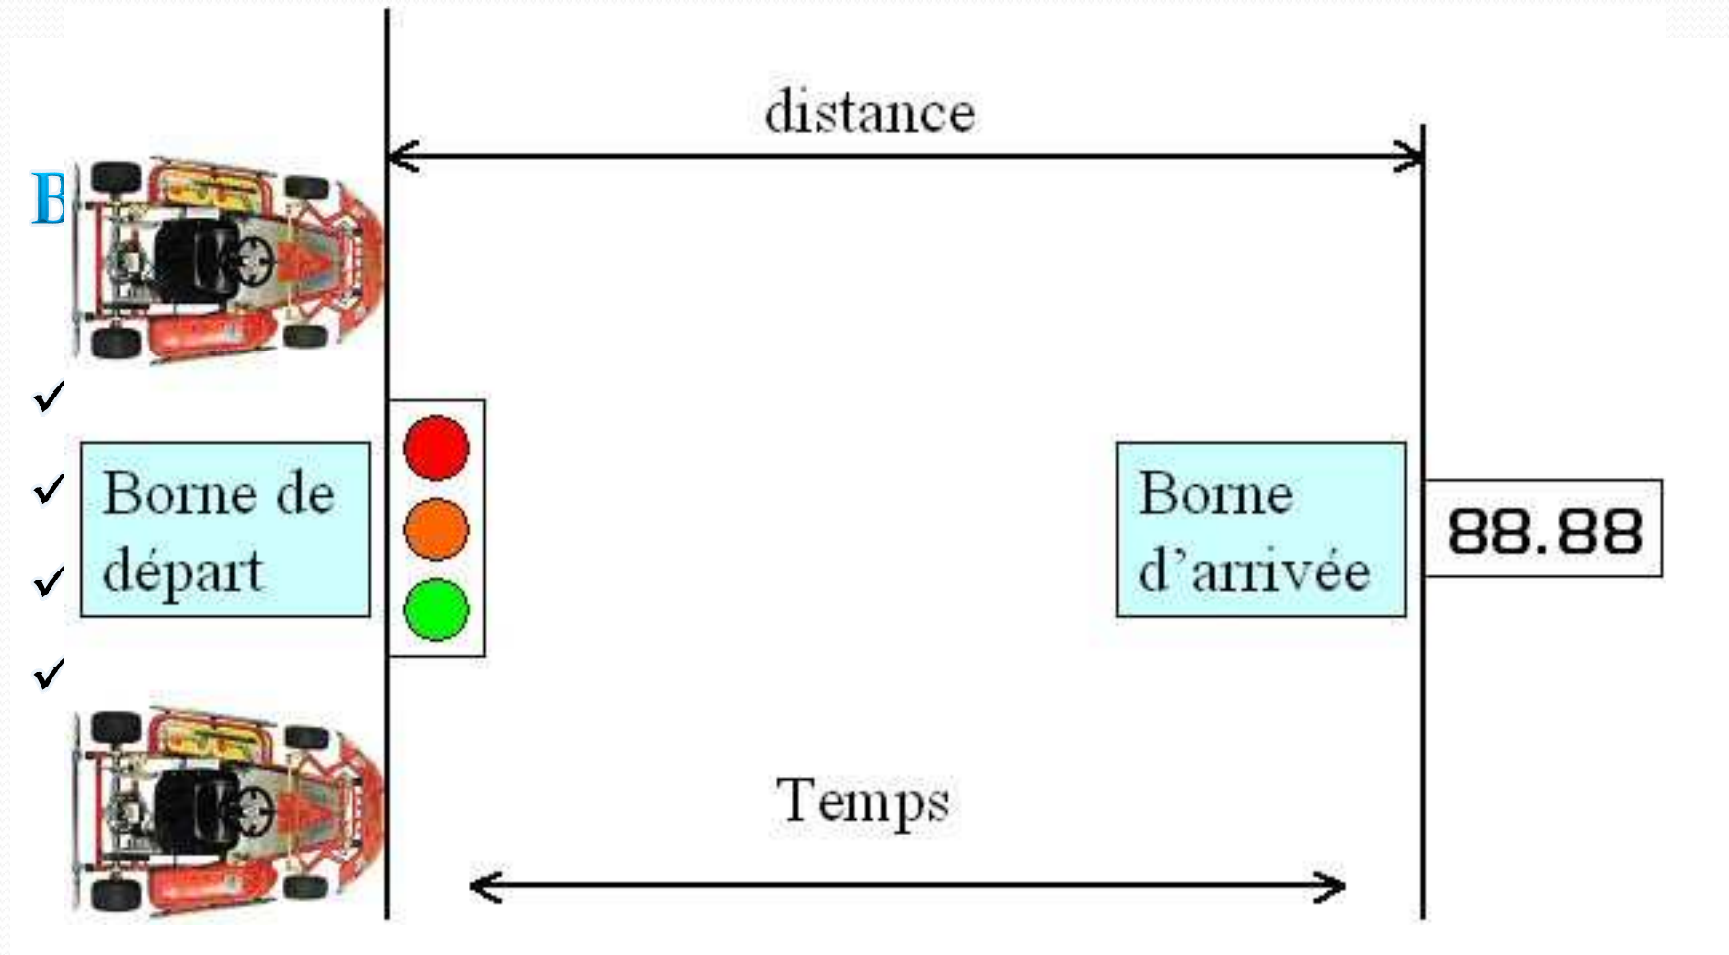 distance
B
Borne de
départ
Borne
d'arrivée
88.88
Temps